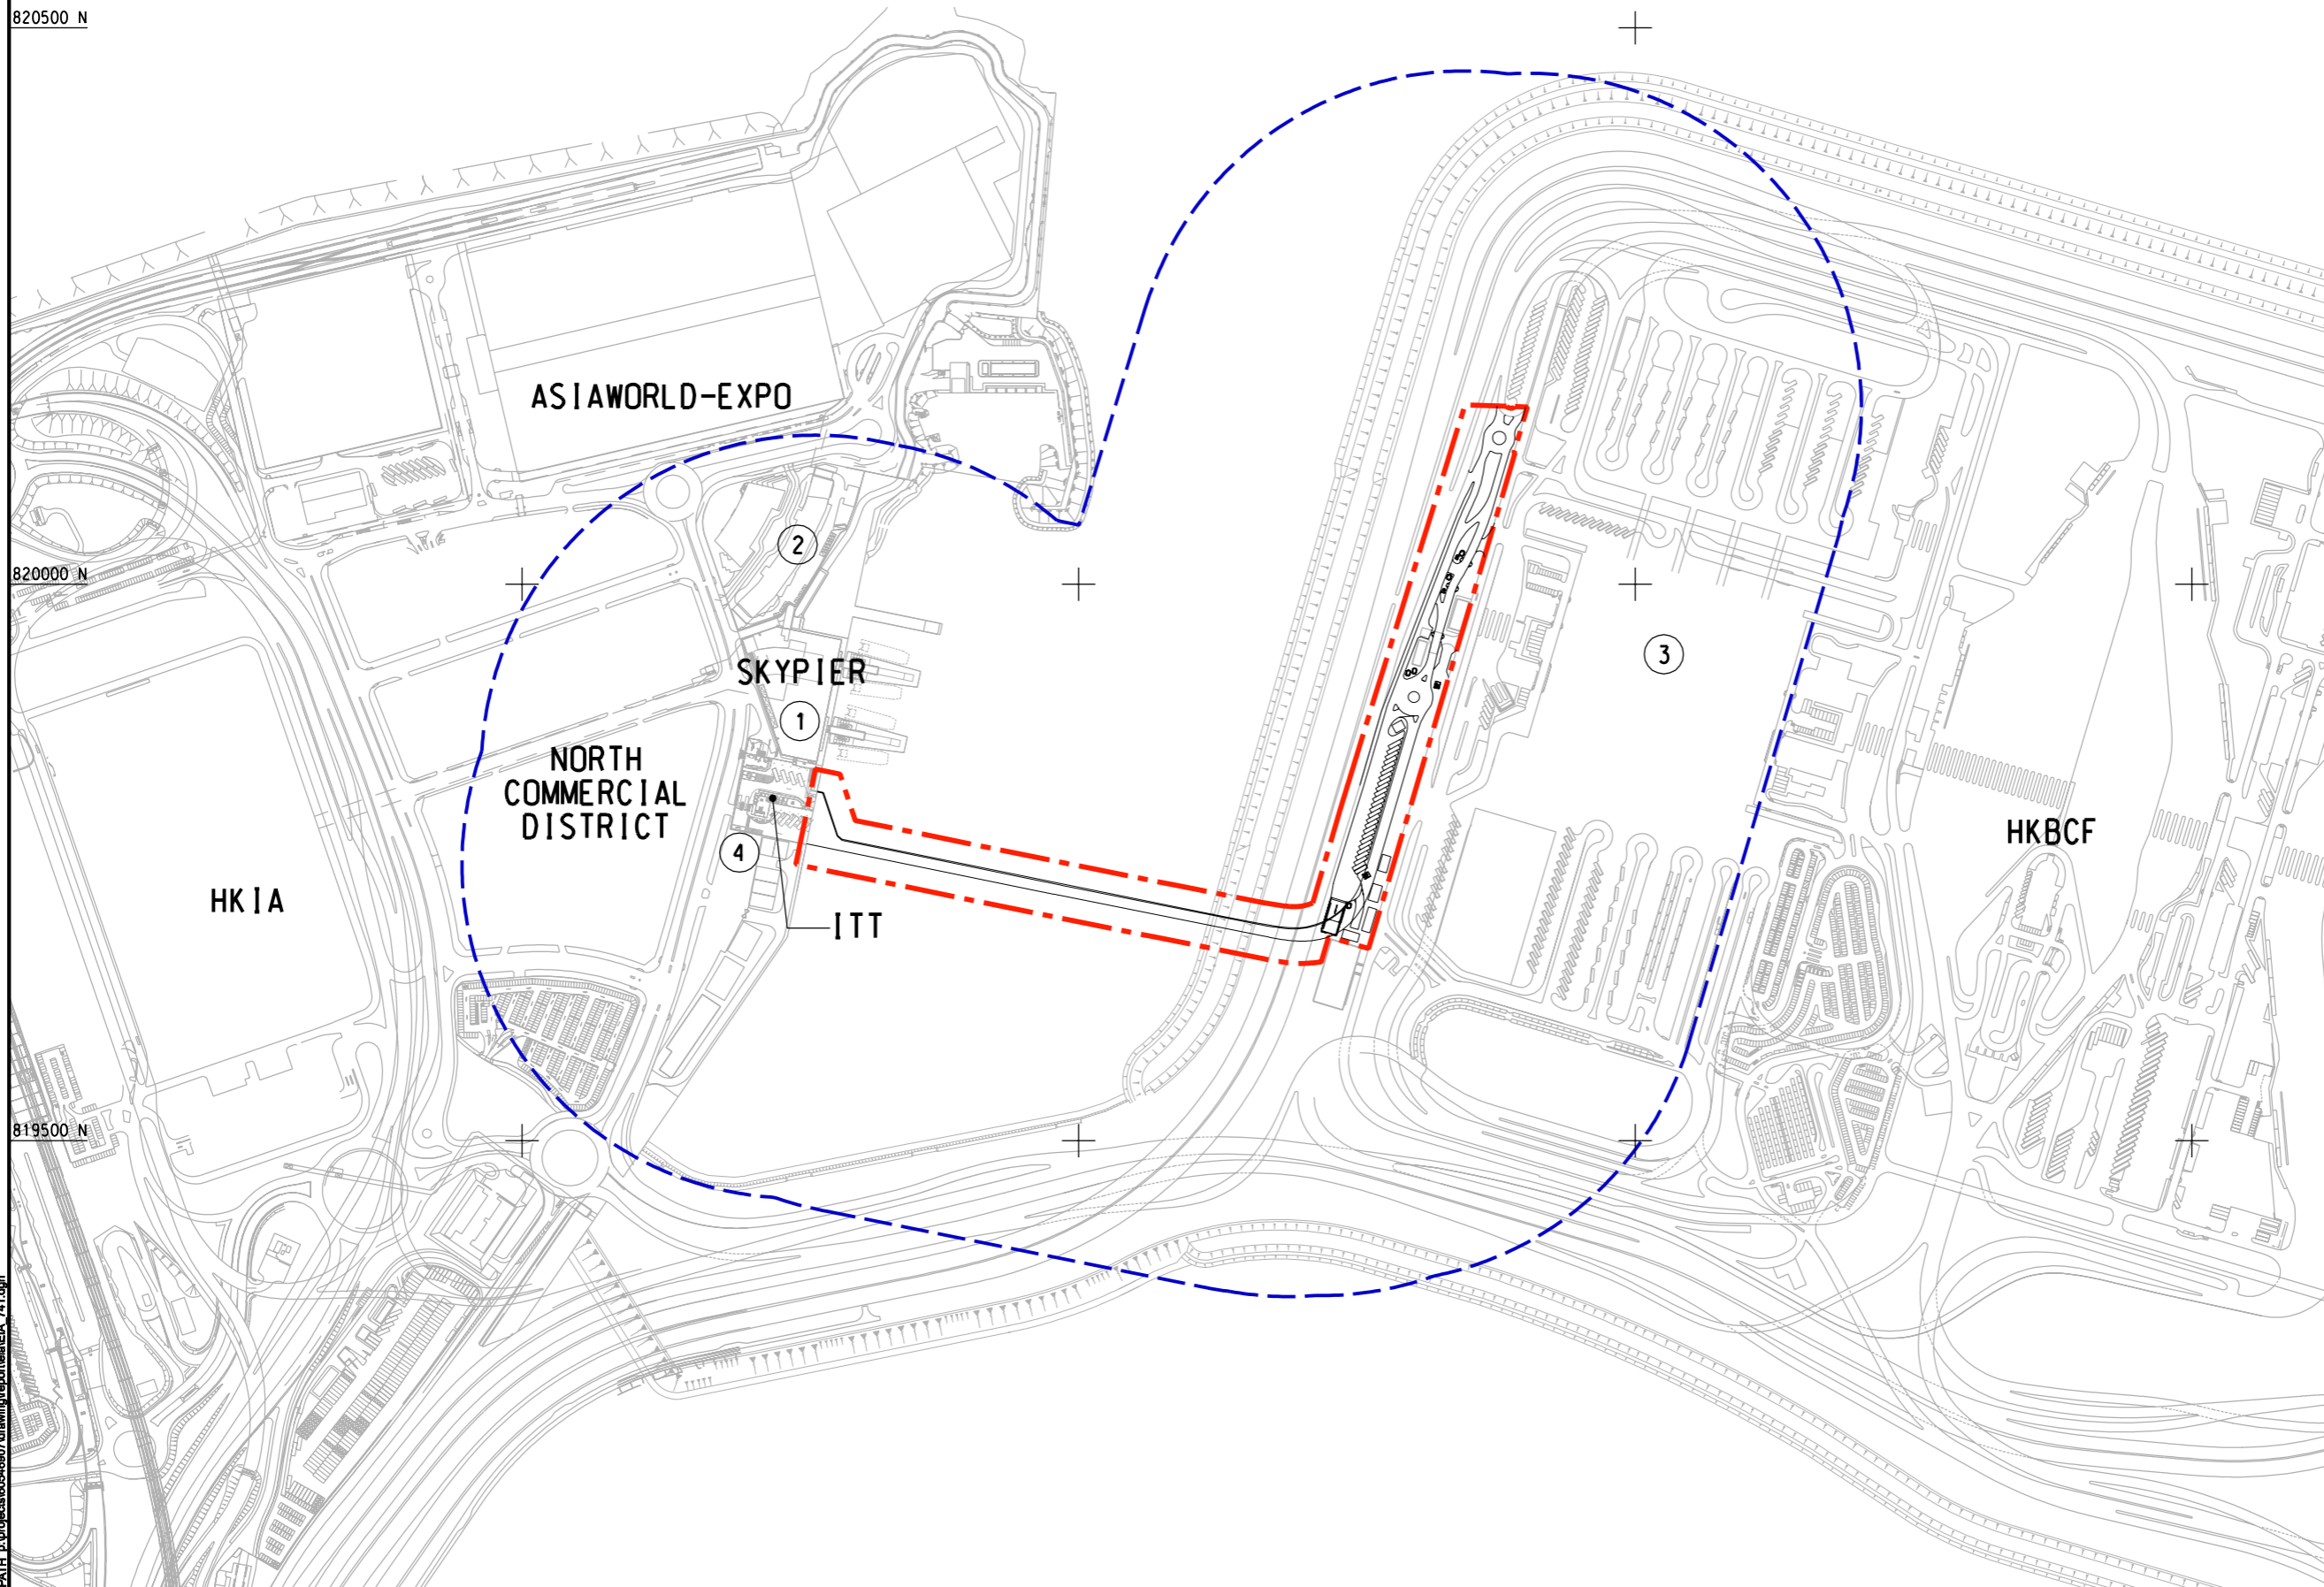 820500 N
ASIAWORLD-EXPO
2
820000 N
3
SKYPIER
1
NORTH
COMMERCIAL
DISTRICT
HKBCF
4
HKIA
ITT
819500 N